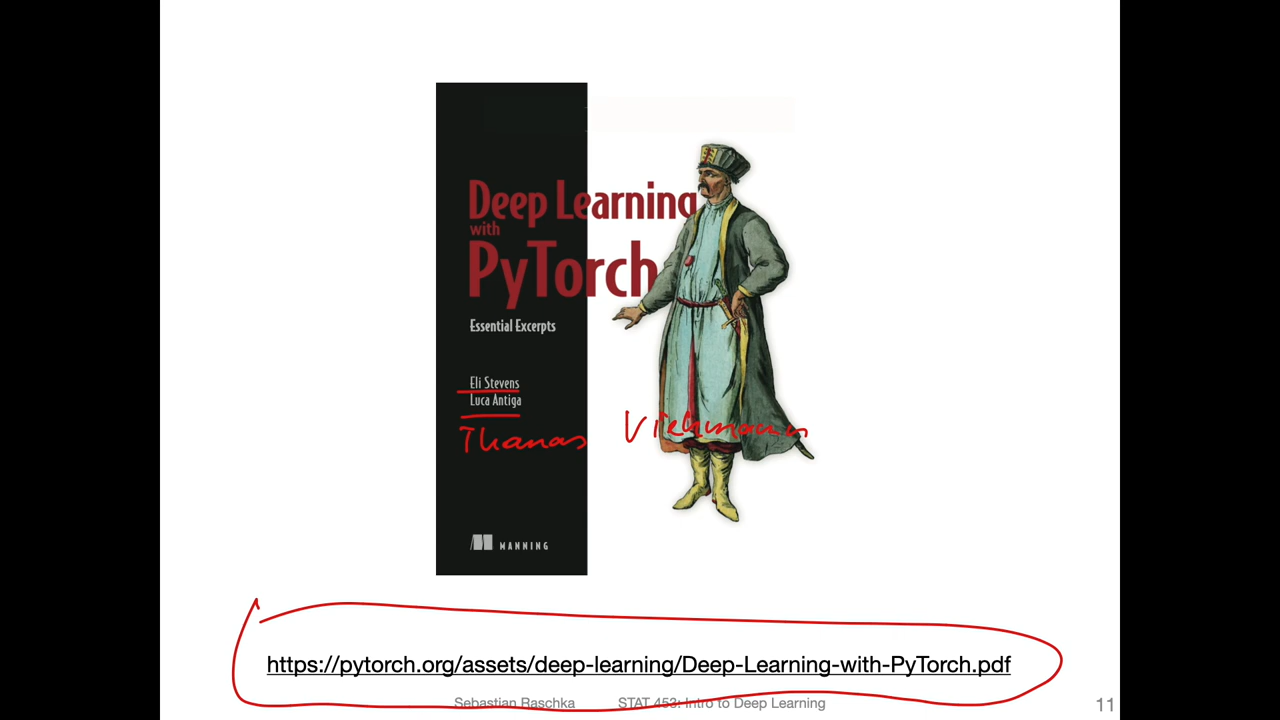 Deep Learning
with
PyTorch
Essential Excerpts
Eli Stevens
Luca Antiga
Thomas Viehmann
MANNING
https://pytorch.org/assets/deep-learning/Deep-Learning-with-PyTorch.pdf
Sebastian Raschka STAT 453: Intro to Deep Learning 11